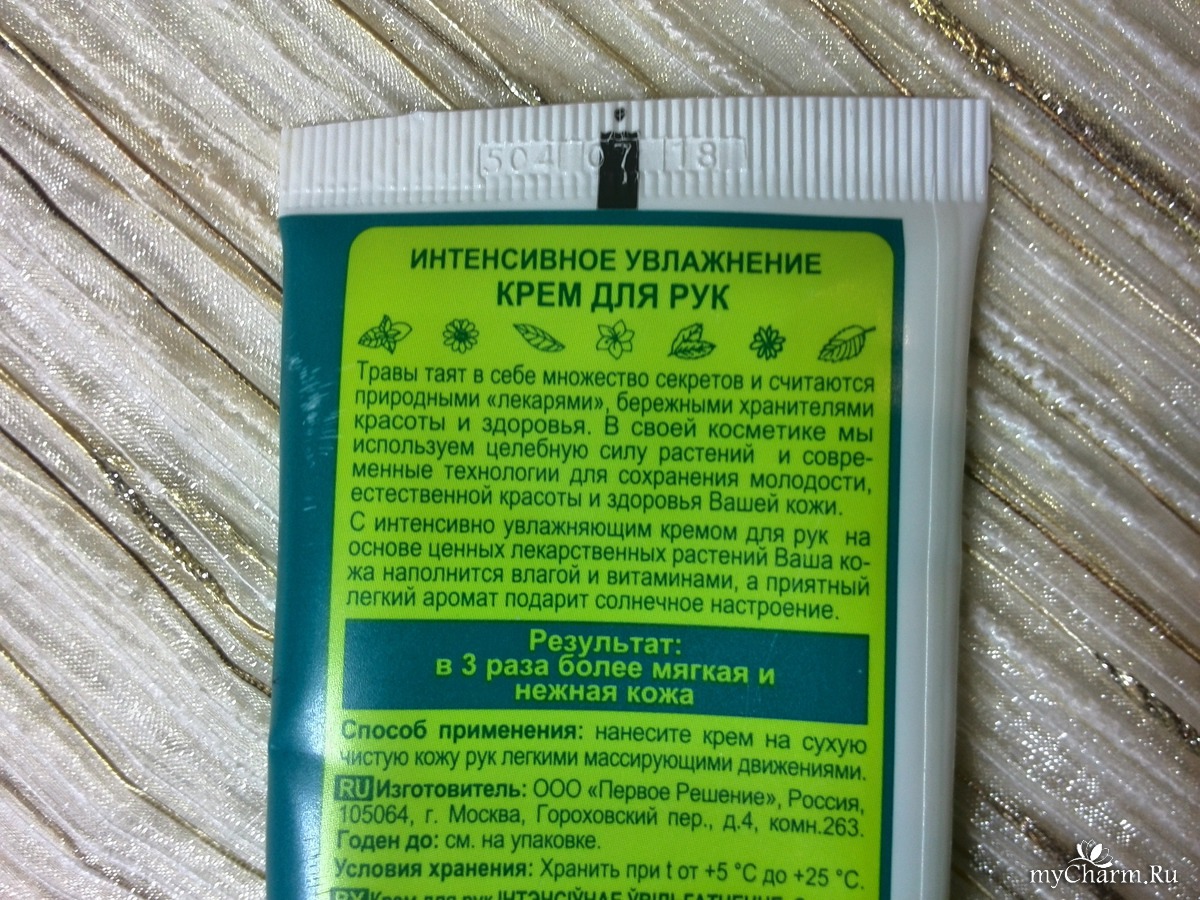 504 07 18
ИНТЕНСИВНОЕ УВЛАЖНЕНИЕ
КРЕМ ДЛЯ РУК
Травы таят в себе множество секретов и считаются
природными «лекарями», бережными хранителями
красоты и здоровья. В своей косметике мы
используем целебную силу растений и совре-
менные технологии для сохранения молодости,
естественной красоты и здоровья Вашей кожи.
С интенсивно увлажняющим кремом для рук на
основе ценных лекарственных растений Ваша ко-
жа наполнится влагой и витаминами, а приятный
легкий аромат подарит солнечное настроение.
Результат:
в 3 раза более мягкая и
нежная кожа
Способ применения: нанесите крем на сухую
чистую кожу рук легкими массирующими движениями.
RU Изготовитель: ООО «Первое Решение», Россия,
105064, г. Москва, Гороховский пер., д.4, комн.263.
Годен до: см. на упаковке.
Условия хранения: Хранить при t от +5 °C до +25 °C.
Крем для рук
myCharm.Ru